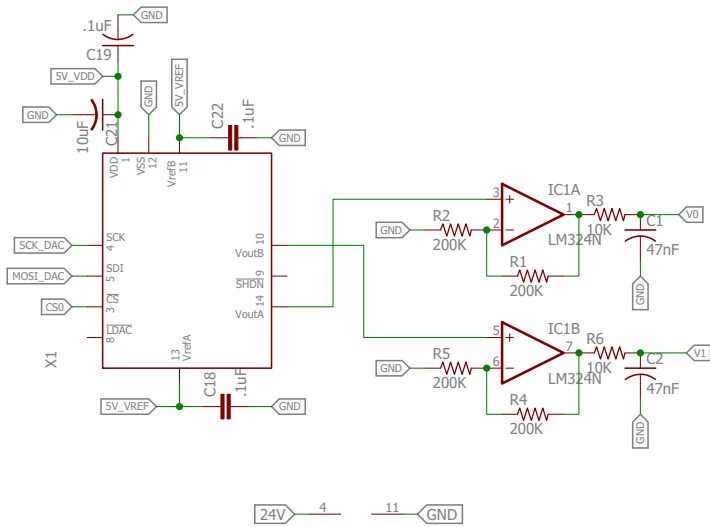 GND
.1uF
C19
5V_VDD
GND
10uF
C21
GND
5V_VREF
C22
.1uF
GND
VDD
1
VSS
12
VrefB
11
SCK_DAC
SCK
4
MOSI_DAC
SDI
5
CS0
CS
3
LDAC
8
X1
10
VoutB
9
SHDN
14
VoutA
13
VrefA
5V_VREF
C18
.1uF
GND
GND
R2
200K
3
+
2
-
1
IC1A
LM324N
R1
200K
R3
10K
C1
47nF
V0
GND
GND
R5
200K
5
+
6
-
7
IC1B
LM324N
R4
200K
R6
10K
C2
47nF
V1
GND
24V
4
11
GND